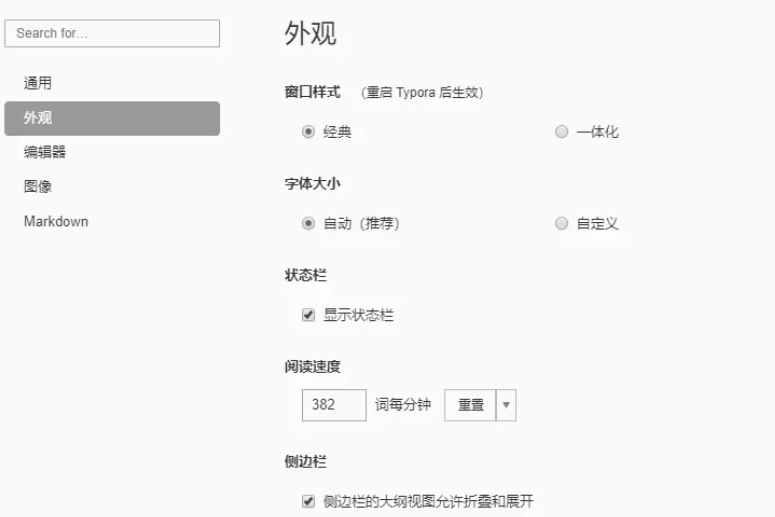 Search for…
通用
外观
编辑器
图像
Markdown
外观
窗口样式 （重启 Typora 后生效）
经典 一体化
字体大小
自动（推荐） 自定义
状态栏
显示状态栏
阅读速度
382 词每分钟 重置
侧边栏
侧边栏的大纲视图允许折叠和展开